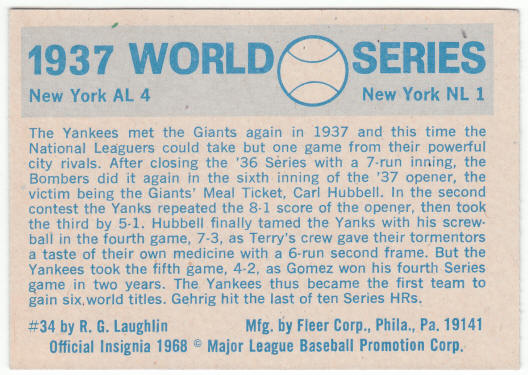 1937 WORLD SERIES
New York AL 4 New York NL 1
The Yankees met the Giants again in 1937 and this time the
National Leaguers could take but one game from their powerful
city rivals. After closing the '36 Series with a 7-run inning, the
Bombers did it again in the sixth inning of the '37 opener, the
victim being the Giants' Meal Ticket, Carl Hubbell. In the second
contest the Yanks repeated the 8-1 score of the opener, then took
the third by 5-1. Hubbell finally tamed the Yanks with his screw-
ball in the fourth game, 7-3, as Terry's crew gave their tormentors
a taste of their own medicine with a 6-run second frame. But the
Yankees took the fifth game, 4-2, as Gomez won his fourth Series
game in two years. The Yankees thus became the first team to
gain six world titles. Gehrig hit the last of ten Series HRs.
#34 by R. G. Laughlin Mfg. by Fleer Corp., Phila., Pa. 19141
Official Insignia 1968 © Major League Baseball Promotion Corp.